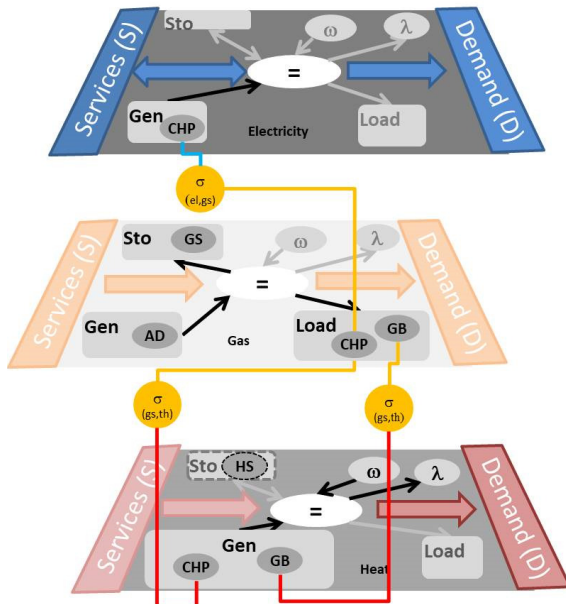 Services (S)
Sto
ω
λ
=
Demand (D)
Gen
CHP
Electricity
Load
σ
(el,gs)
Services (S)
Sto
GS
ω
λ
=
Demand (D)
Gen
AD
Gas
Load
CHP
GB
σ
(gs,th)
σ
(gs,th)
Services (S)
Sto
HS
ω
λ
=
Demand (D)
Gen
CHP
GB
Heat
Load